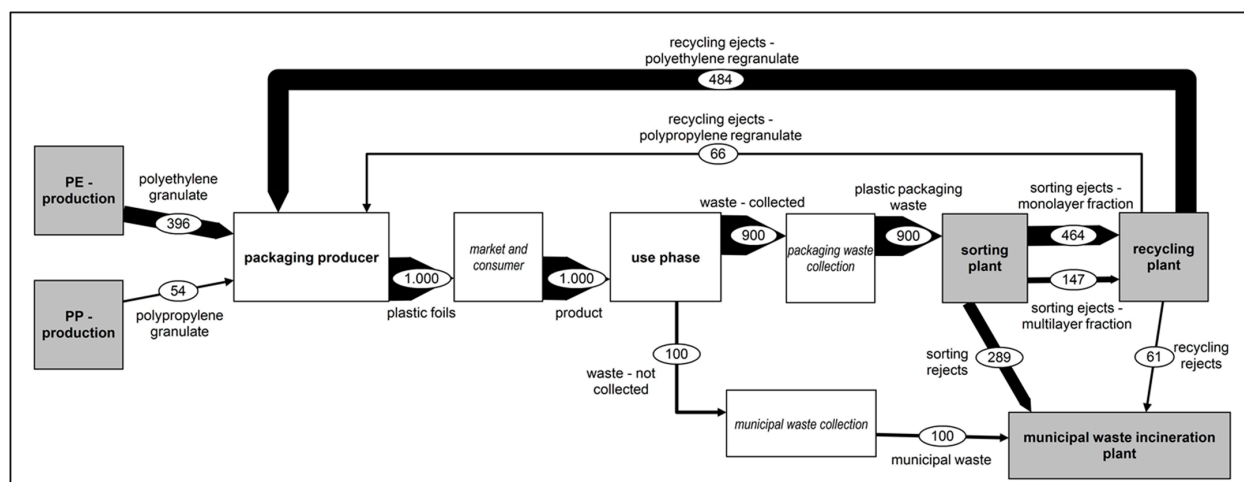 recycling ejects -
polyethylene regranulate
484
recycling ejects -
polypropylene regranulate
66
PE -
production
polyethylene
granulate
396
PP -
production
54
polypropylene
granulate
packaging producer
1.000
plastic foils
market and
consumer
1.000
product
use phase
waste - collected
900
packaging waste
collection
plastic packaging
waste
900
sorting
plant
sorting ejects -
monolayer fraction
464
147
sorting ejects -
multilayer fraction
recycling
plant
100
waste - not
collected
municipal waste collection
100
municipal waste
sorting
rejects
289
61
recycling
rejects
municipal waste incineration
plant